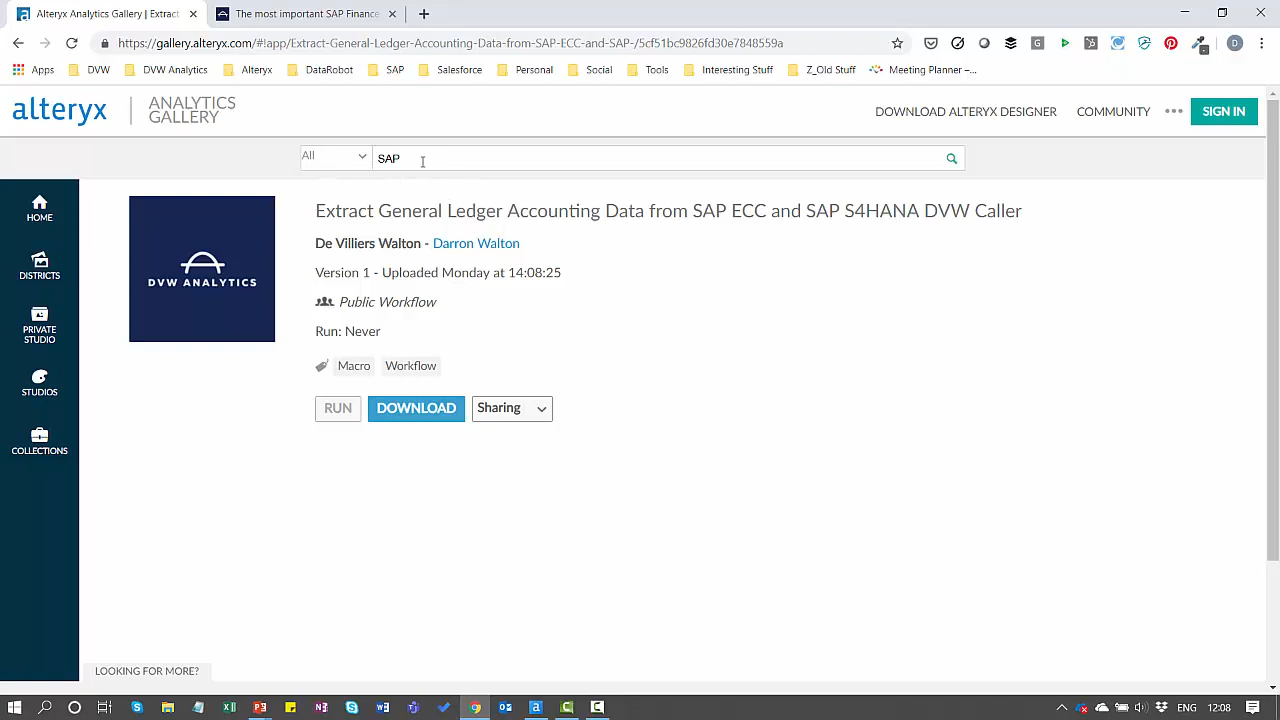 Alteryx Analytics Gallery | Extract
The most important SAP Finance
https://gallery.alteryx.com/#!app/Extract-General-Ledger-Accounting-Data-from-SAP-ECC-and-SAP-/5cf51bc9826fd30e7848559a
Apps DVW DVW Analytics Alteryx DataRobot SAP Salesforce Personal Social Tools Interesting Stuff Z_Old Stuff Meeting Planner –...
alteryx
ANALYTICS
GALLERY
DOWNLOAD ALTERYX DESIGNER COMMUNITY SIGN IN
All SAP
HOME
DISTRICTS
PRIVATE
STUDIO
STUDIOS
COLLECTIONS
DVW ANALYTICS
Extract General Ledger Accounting Data from SAP ECC and SAP S4HANA DVW Caller
De Villiers Walton - Darron Walton
Version 1 - Uploaded Monday at 14:08:25
Public Workflow
Run: Never
Macro Workflow
RUN DOWNLOAD Sharing
LOOKING FOR MORE?
ENG 12:08